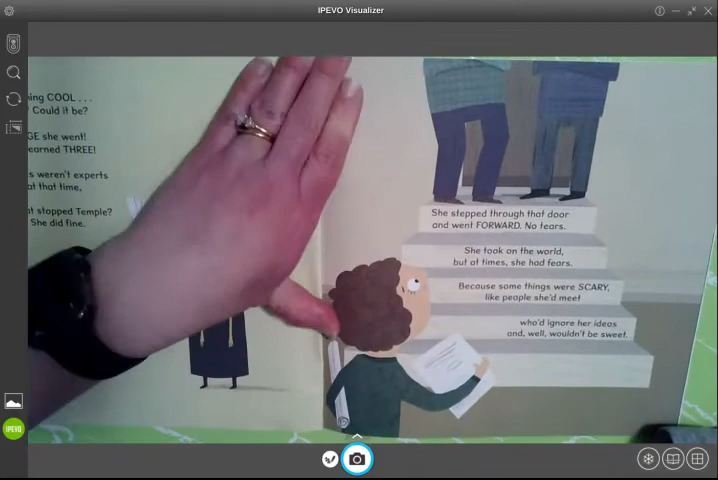 IPEVO Visualizer
ing COOL . . .
Could it be?
GE she went!
earned THREE!
s weren't experts
at that time,
at stopped Temple?
She did fine.
She stepped through that door
and went FORWARD. No tears.
She took on the world,
but at times, she had fears.
Because some things were SCARY,
like people she'd meet
who'd ignore her ideas
and, well, wouldn't be sweet.
IPEVO